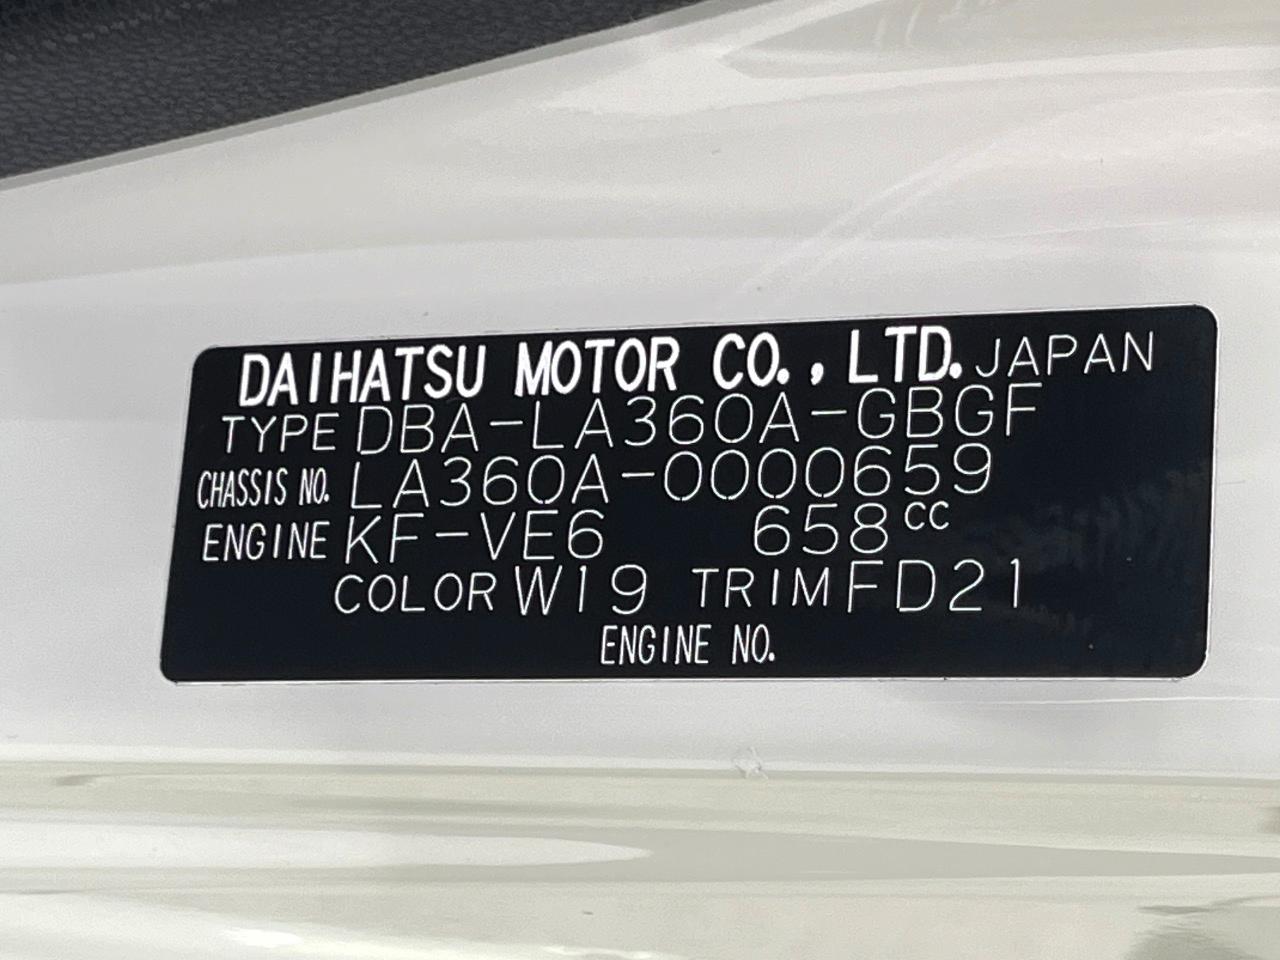 DAIHATSU MOTOR CO., LTD. JAPAN
TYPE DBA-LA360A-GBGF
CHASSIS NO. LA360A-0000659
ENGINE KF-VE6 658cc
COLOR W19 TRIM FD21
ENGINE NO.